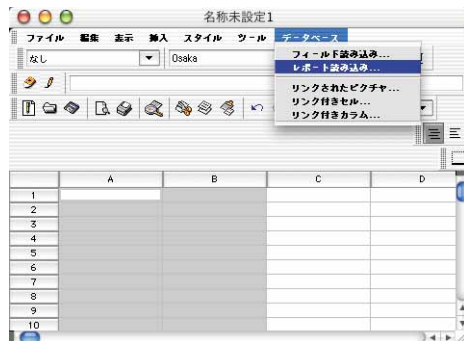 名称未設定1
ファイル 編集 表示 挿入 スタイル ツール データベース
なし Osaka
フィールド読み込み...
レポート読み込み...
リンクされたピクチャ...
リンク付きセル...
リンク付きカラム...
A B C D
1
2
3
4
5
6
7
8
9
10